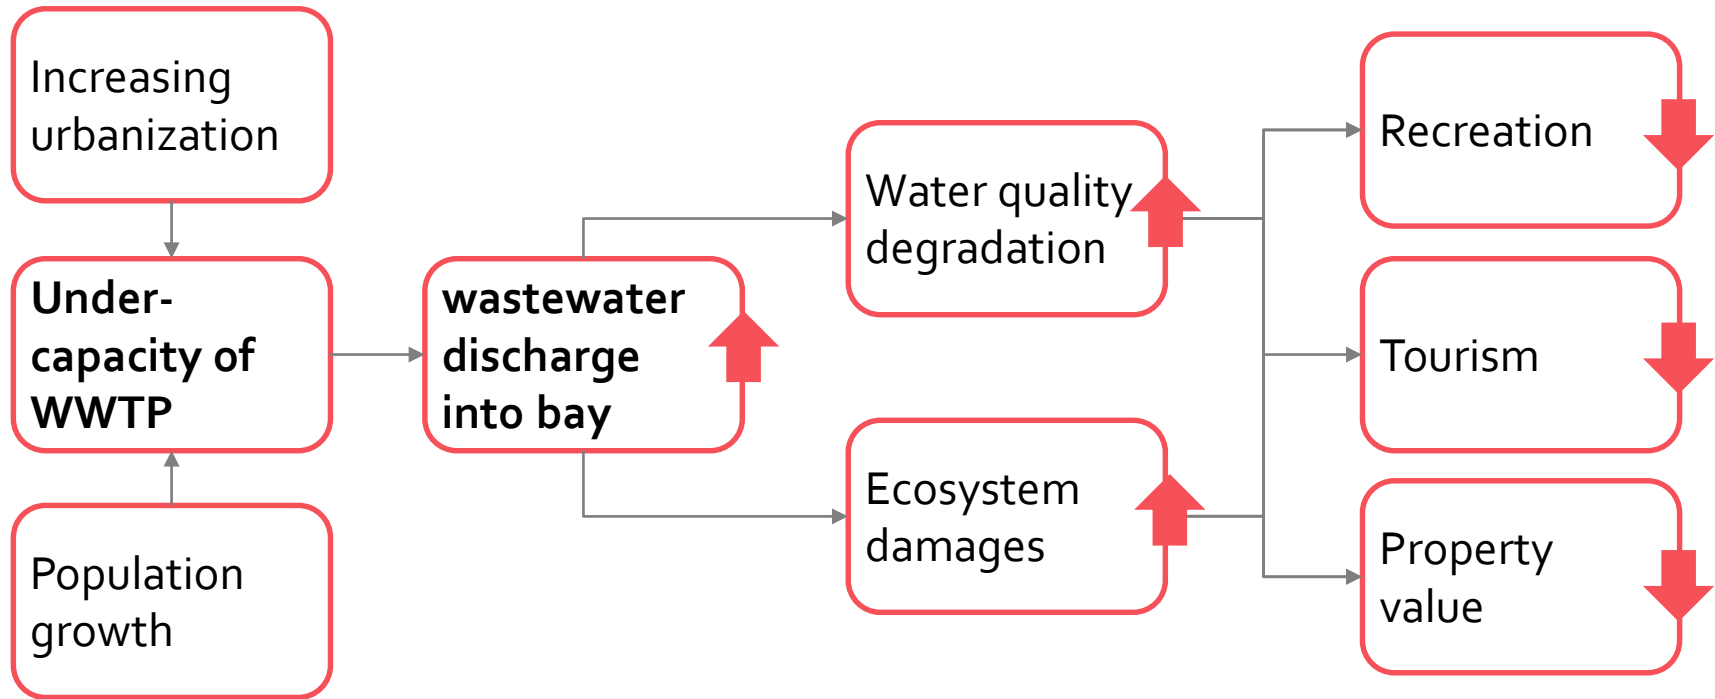 Increasing
urbanization
Under-
capacity of
WWTP
Population
growth
wastewater
discharge
into bay
Water quality
degradation
Ecosystem
damages
Recreation
Tourism
Property
value